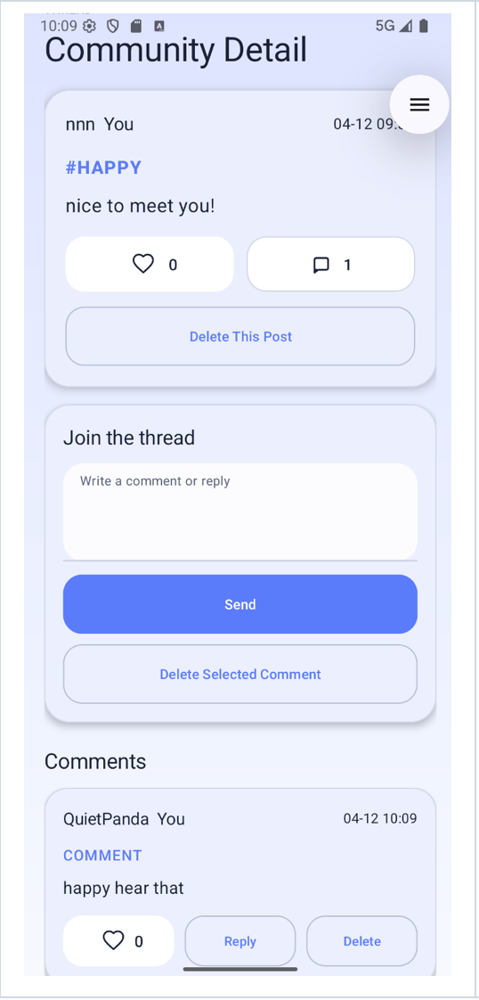 10:09
5G
Community Detail
nnn You
04-12 09:
#HAPPY
nice to meet you!
0
1
Delete This Post
Join the thread
Write a comment or reply
Send
Delete Selected Comment
Comments
QuietPanda You
04-12 10:09
COMMENT
happy hear that
0
Reply
Delete